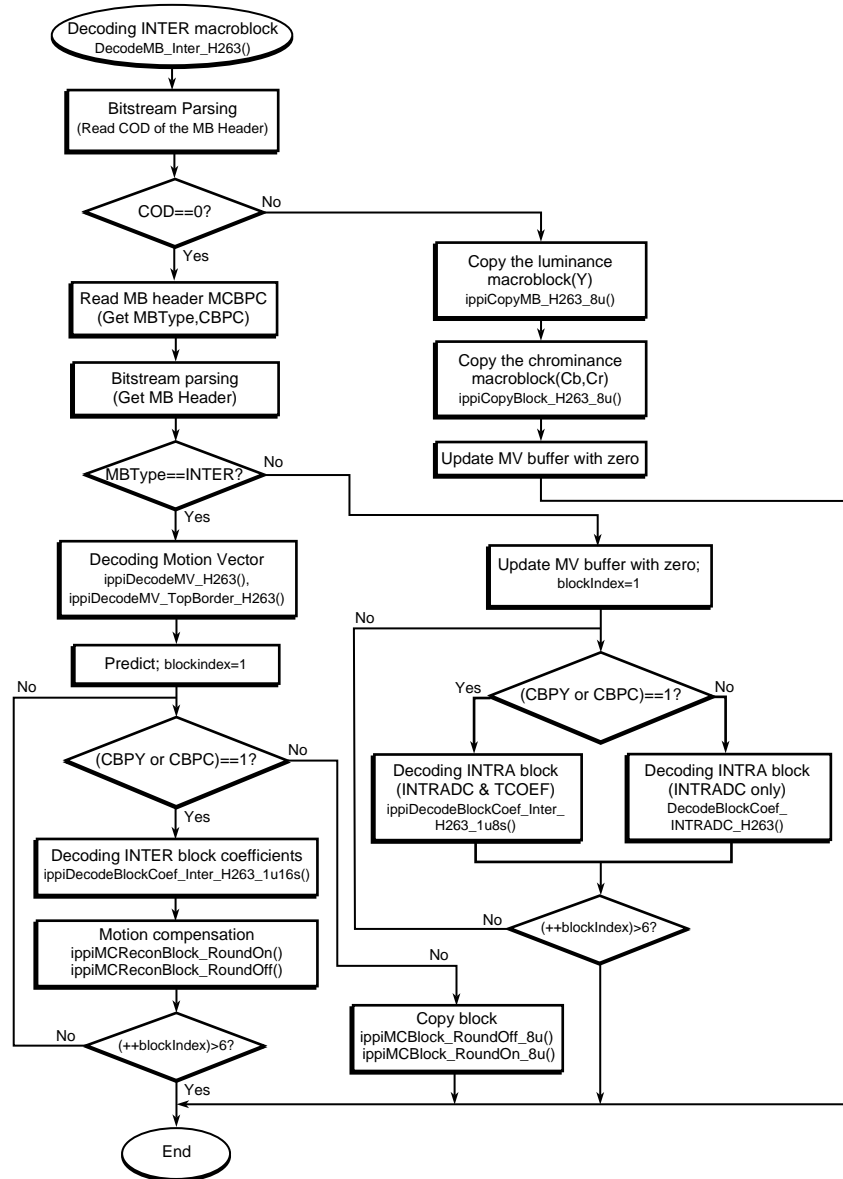 Decoding INTER macroblock
DecodeMB_Inter_H263()
Bitstream Parsing
(Read COD of the MB Header)
COD==0?
No
Yes
Copy the luminance
macroblock(Y)
ippiCopyMB_H263_8u()
Read MB header MCBPC
(Get MBType,CBPC)
Copy the chrominance
macroblock(Cb,Cr)
ippiCopyBlock_H263_8u()
Bitstream parsing
(Get MB Header)
Update MV buffer with zero
MBType==INTER?
No
Yes
Decoding Motion Vector
ippiDecodeMV_H263(),
ippiDecodeMV_TopBorder_H263()
Update MV buffer with zero;
blockIndex=1
No
Predict; blockindex=1
No
(CBPY or CBPC)==1?
Yes
No
(CBPY or CBPC)==1?
No
Yes
Decoding INTRA block
(INTRADC & TCOEF)
ippiDecodeBlockCoef_Inter_
H263_1u8s()
Decoding INTRA block
(INTRADC only)
DecodeBlockCoef_
INTRADC_H263()
Decoding INTER block coefficients
ippiDecodeBlockCoef_Inter_H263_1u16s()
Motion compensation
ippiMCReconBlock_RoundOn()
ippiMCReconBlock_RoundOff()
No
(++blockIndex)>6?
No
Copy block
ippiMCBlock_RoundOff_8u()
ippiMCBlock_RoundOn_8u()
No
(++blockIndex)>6?
Yes
End